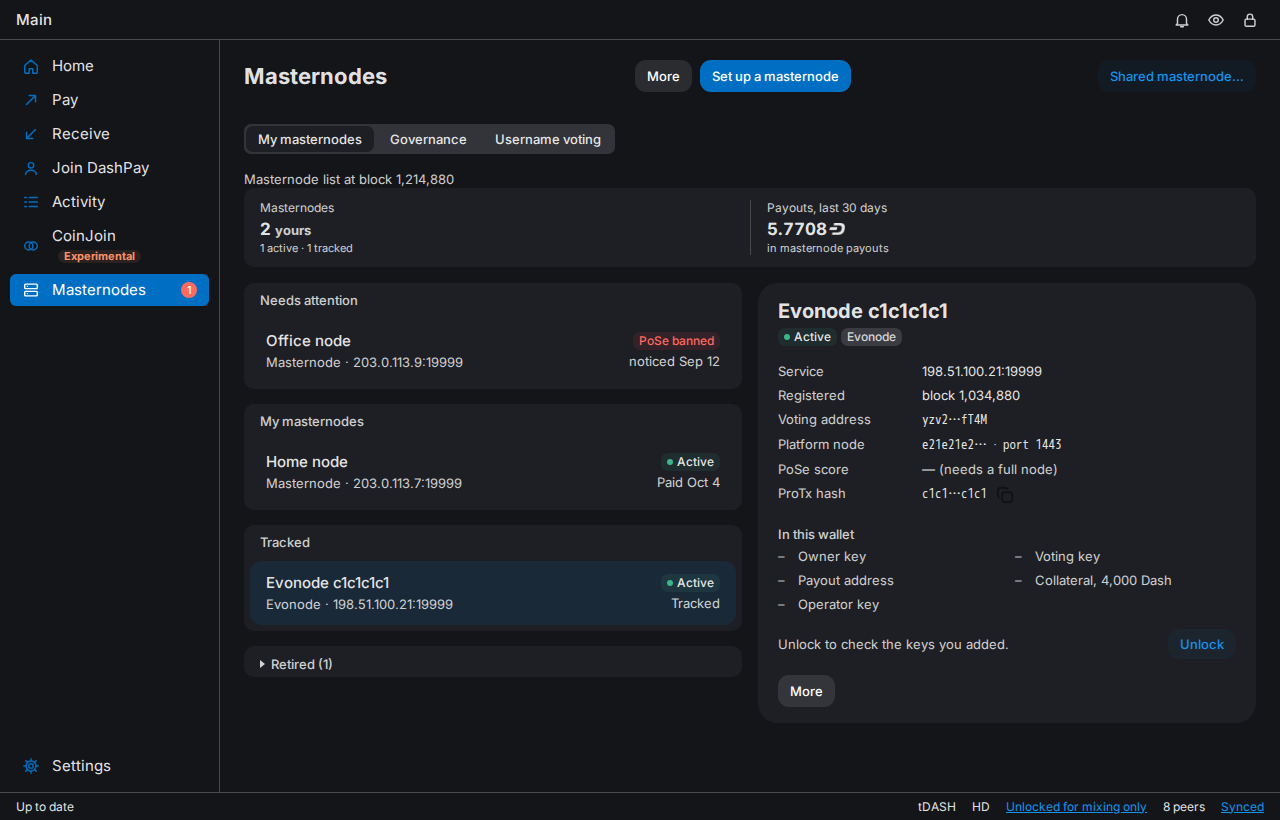 Main
Home
Pay
Receive
Join DashPay
Activity
CoinJoin
Experimental
Masternodes 1
Settings
Masternodes
More
Set up a masternode
Shared masternode...
My masternodes
Governance
Username voting
Masternode list at block 1,214,880
Masternodes
2 yours
1 active · 1 tracked
Payouts, last 30 days
5.7708
in masternode payouts
Needs attention
Office node PoSe banned
Masternode · 203.0.113.9:19999 noticed Sep 12
My masternodes
Home node Active
Masternode · 203.0.113.7:19999 Paid Oct 4
Tracked
Evonode c1c1c1c1 Active
Evonode · 198.51.100.21:19999 Tracked
Retired (1)
Evonode c1c1c1c1
Active Evonode
Service 198.51.100.21:19999
Registered block 1,034,880
Voting address yzv2…fT4M
Platform node e21e21e2… · port 1443
PoSe score — (needs a full node)
ProTx hash c1c1…c1c1
In this wallet
– Owner key – Voting key
– Payout address – Collateral, 4,000 Dash
– Operator key
Unlock to check the keys you added. Unlock
More
Up to date
tDASH HD Unlocked for mixing only 8 peers Synced